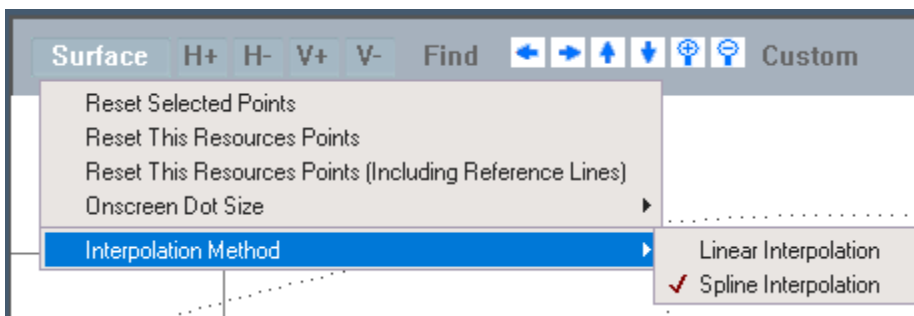 Surface H+ H- V+ V- Find Custom
Reset Selected Points
Reset This Resources Points
Reset This Resources Points (Including Reference Lines)
Onscreen Dot Size
Interpolation Method
Linear Interpolation
Spline Interpolation